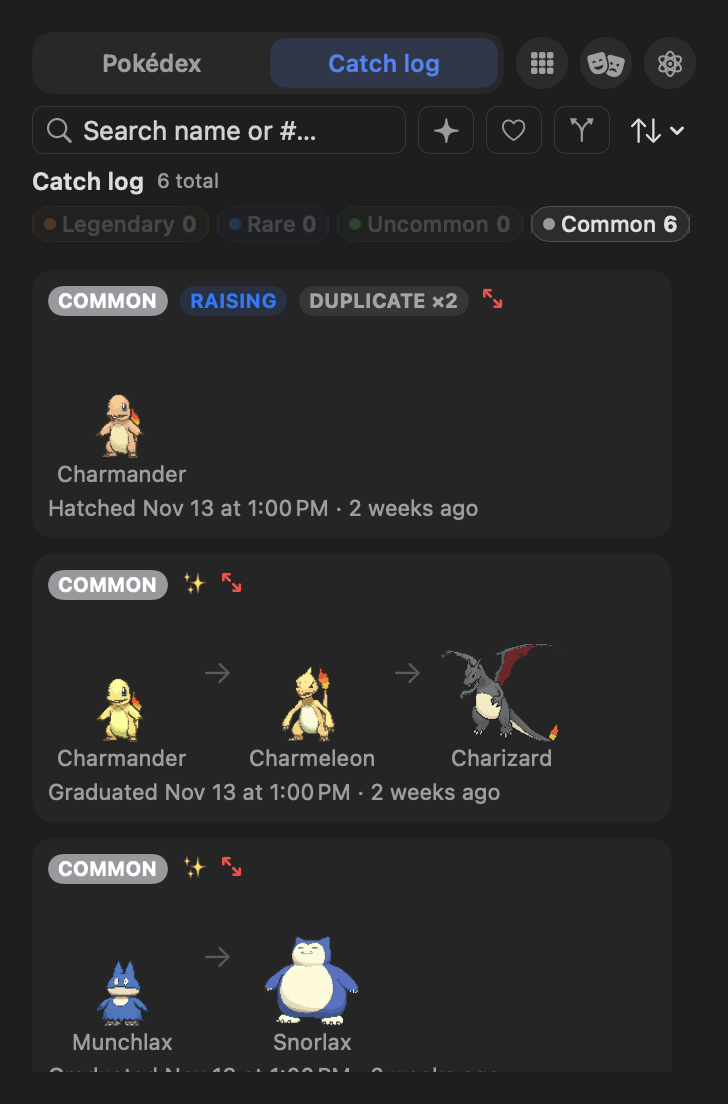 Pokédex Catch log
Search name or #...
Catch log 6 total
Legendary 0 Rare 0 Uncommon 0 Common 6
COMMON RAISING DUPLICATE ×2
Charmander
Hatched Nov 13 at 1:00 PM · 2 weeks ago
COMMON
Charmander Charmeleon Charizard
Graduated Nov 13 at 1:00 PM · 2 weeks ago
COMMON
Munchlax Snorlax